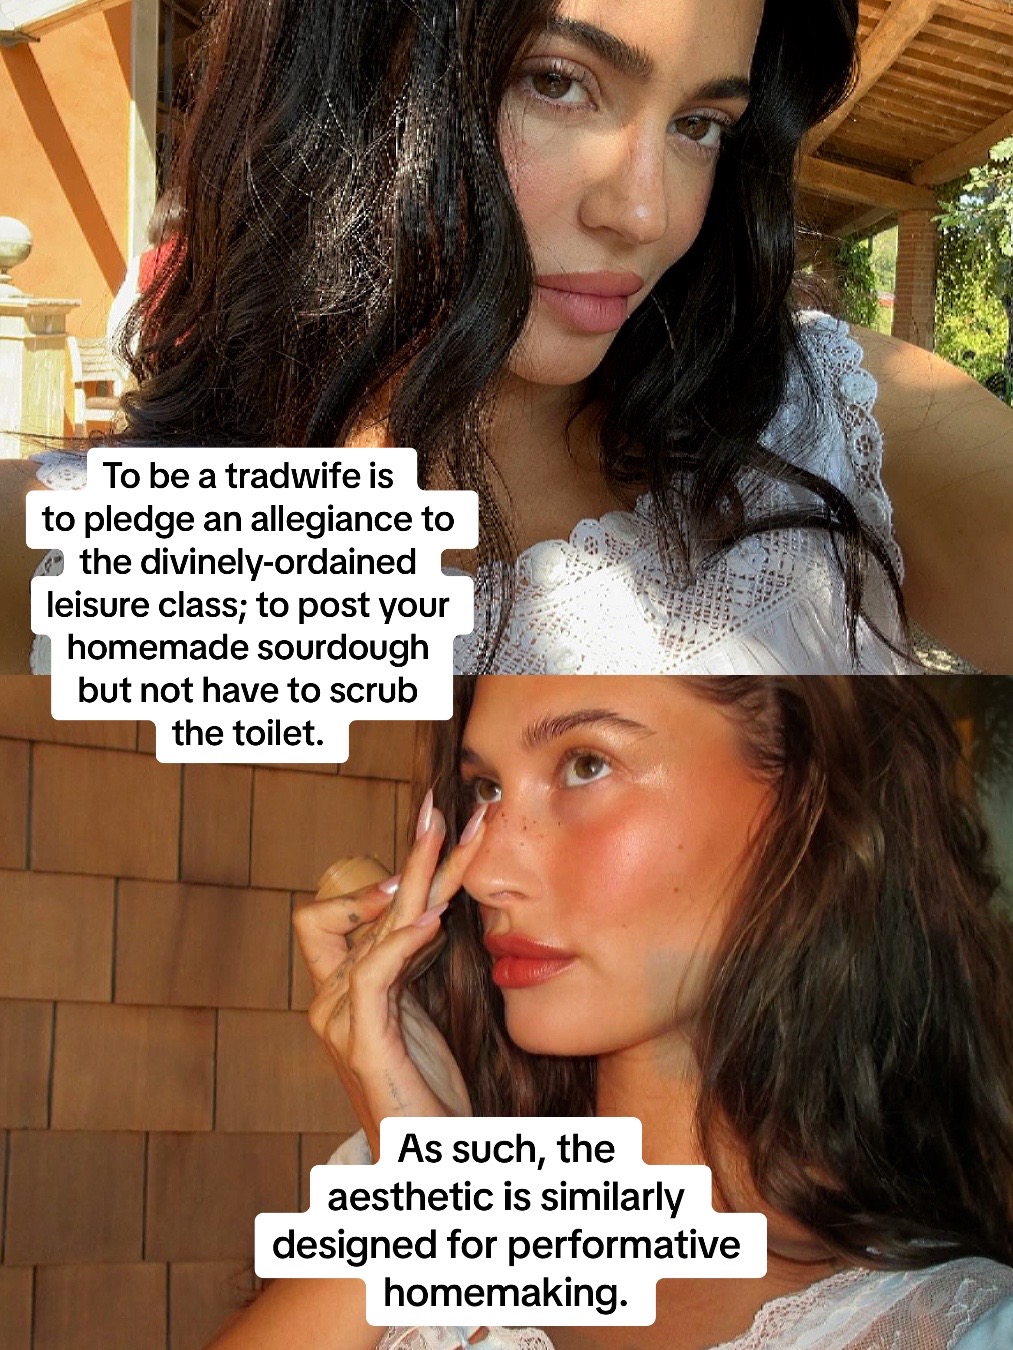 To be a tradwife is
to pledge an allegiance to
the divinely-ordained
leisure class; to post your
homemade sourdough
but not have to scrub
the toilet.
As such, the
aesthetic is similarly
designed for performative
homemaking.